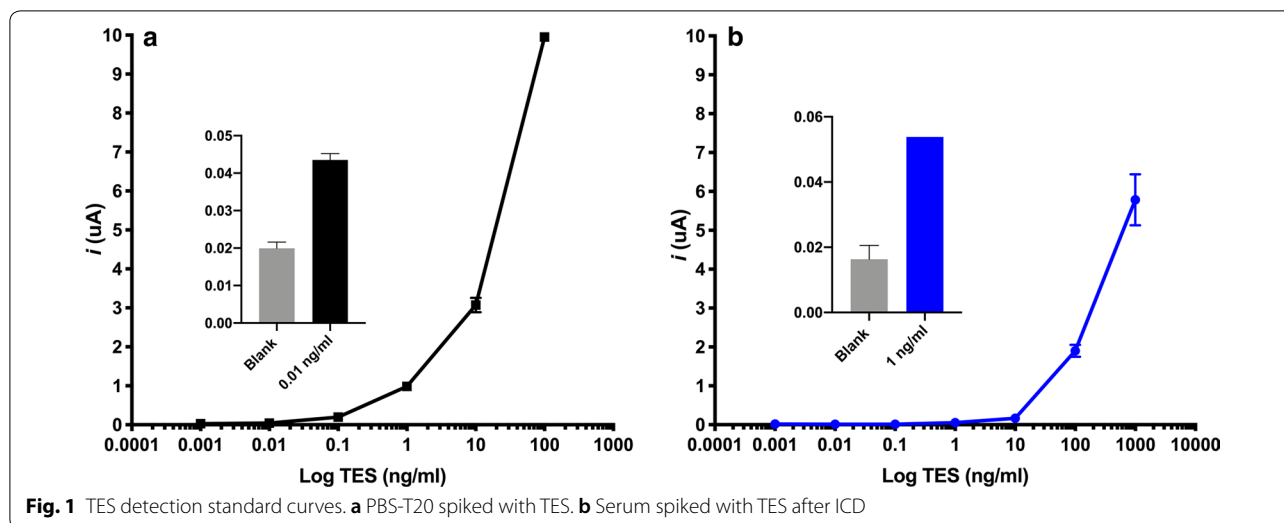 a
10
9
8
7
6
5
4
3
2
1
0
i (uA)
0.05
0.04
0.03
0.02
0.01
0.00
Blank
0.01 ng/ml
0.0001 0.001 0.01 0.1 1 10 100 1000
Log TES (ng/ml)
b
10
9
8
7
6
5
4
3
2
1
0
i (uA)
0.06
0.04
0.02
0.00
Blank
1 ng/ml
0.0001 0.001 0.01 0.1 1 10 100 1000 10000
Log TES (ng/ml)
Fig. 1 TES detection standard curves. a PBS-T20 spiked with TES. b Serum spiked with TES after ICD